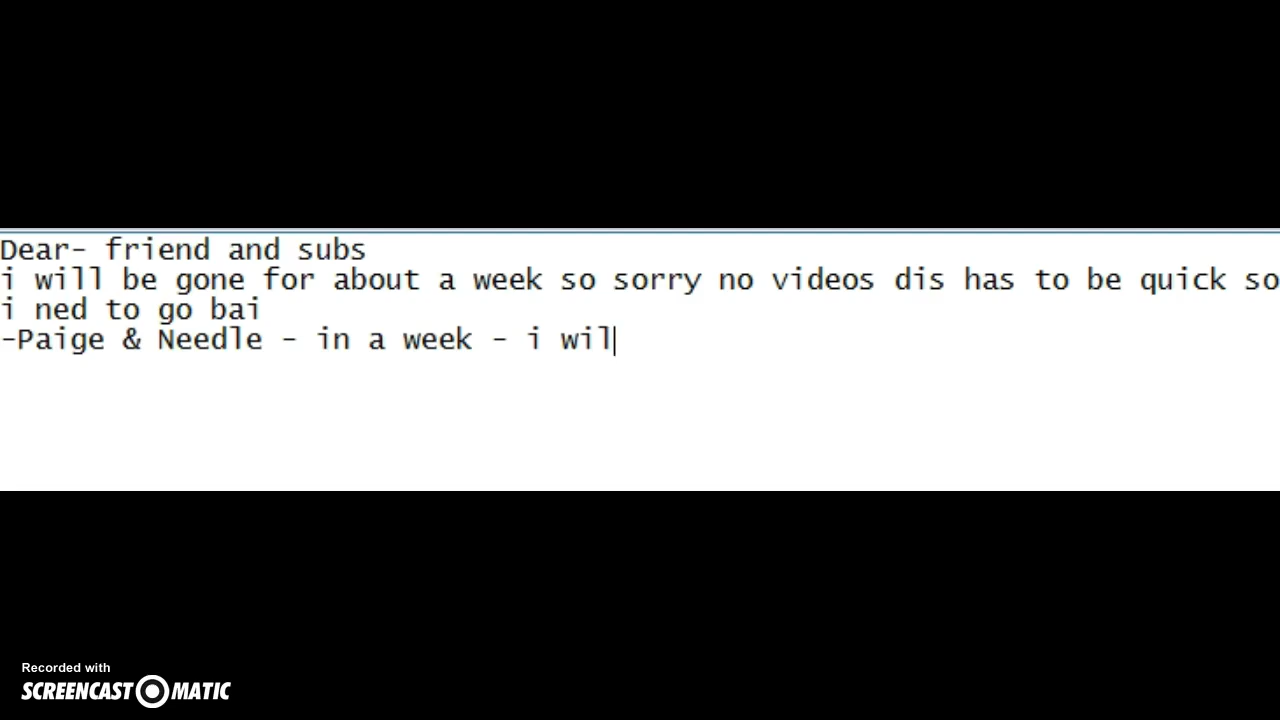 Dear- friend and subs
i will be gone for about a week so sorry no videos dis has to be quick so
i ned to go bai
-Paige & Needle - in a week - i wil
Recorded with
SCREENCAST O MATIC